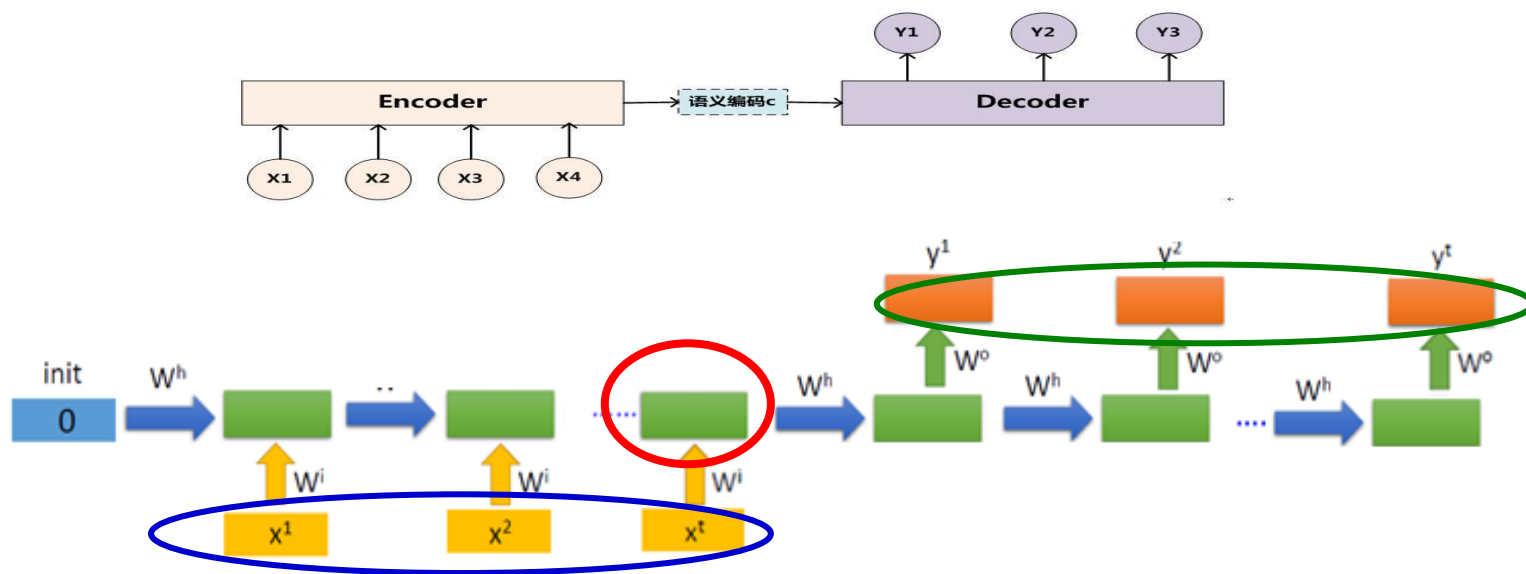 Y1 Y2 Y3
Encoder 语义编码c Decoder
X1 X2 X3 X4
y¹ y² yᵗ
Wᵒ Wᵒ Wᵒ
init Wʰ .. Wʰ Wʰ Wʰ
0 ...... ....
Wⁱ Wⁱ Wⁱ
x¹ x² xᵗ